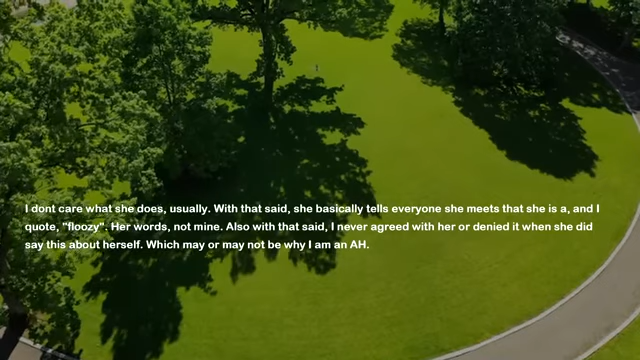 I dont care what she does, usually. With that said, she basically tells everyone she meets that she is a, and I
quote, "floozy". Her words, not mine. Also with that said, I never agreed with her or denied it when she did
say this about herself. Which may or may not be why I am an AH.